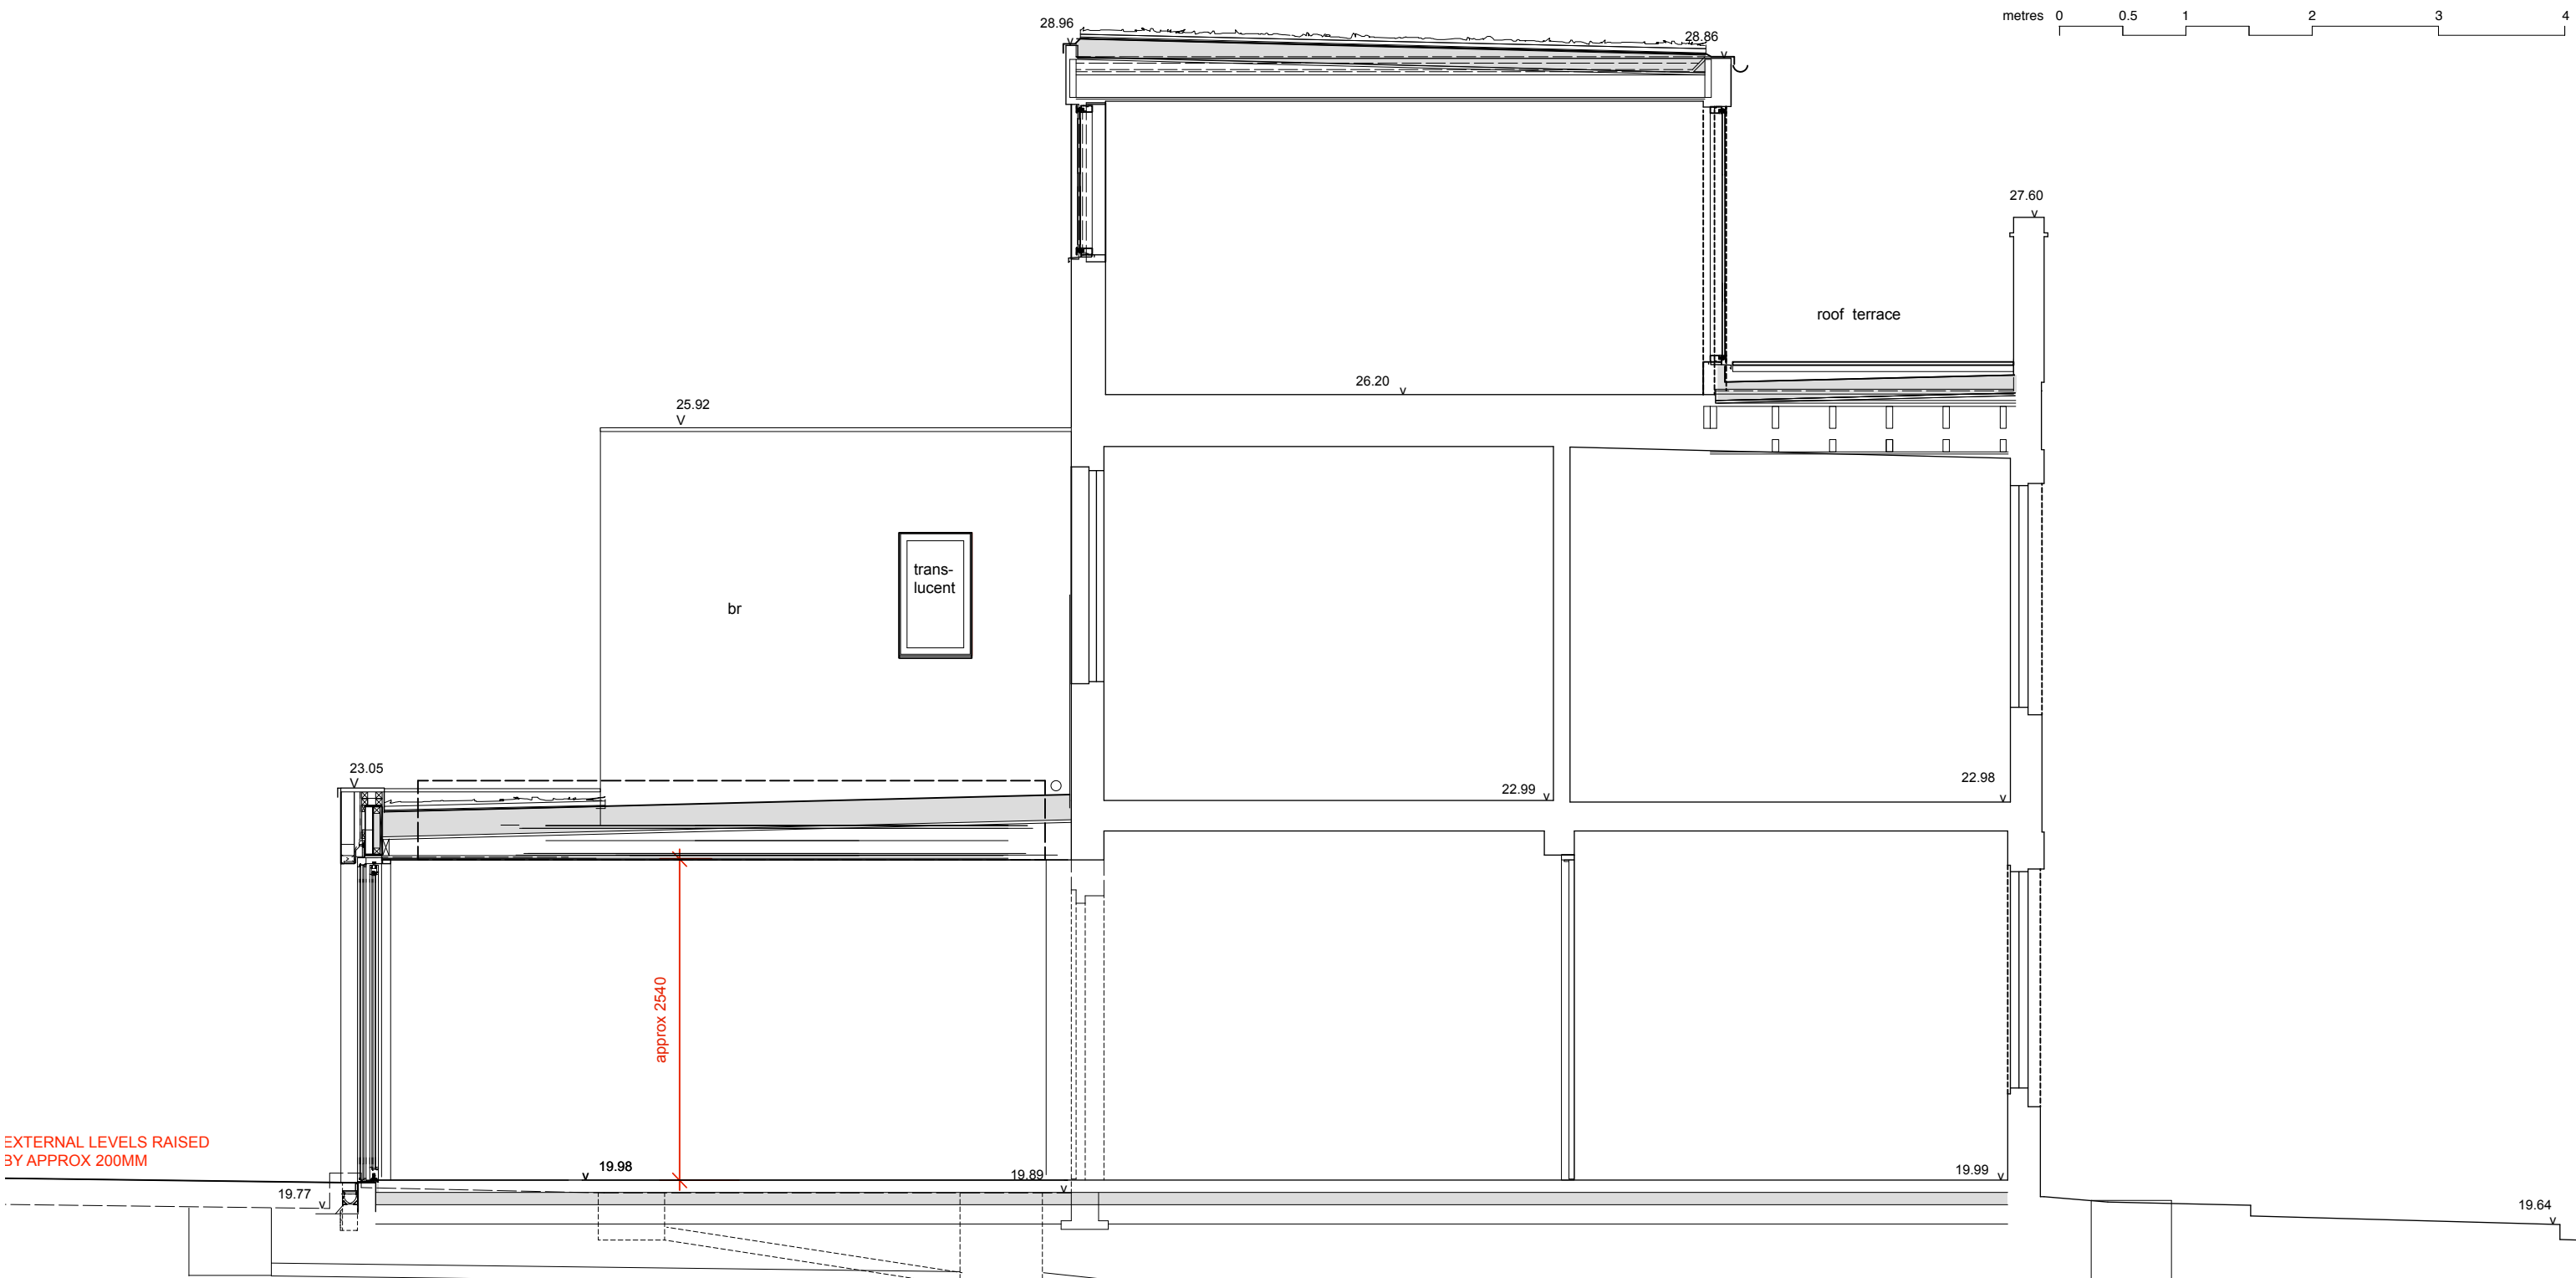 metres 0 0.5 1 2 3 4
28.96
28.86
27.60
roof terrace
26.20
25.92
trans-
lucent
br
23.05
22.99
22.98
approx 2540
EXTERNAL LEVELS RAISED
BY APPROX 200MM
19.98
19.89
19.99
19.77
19.64